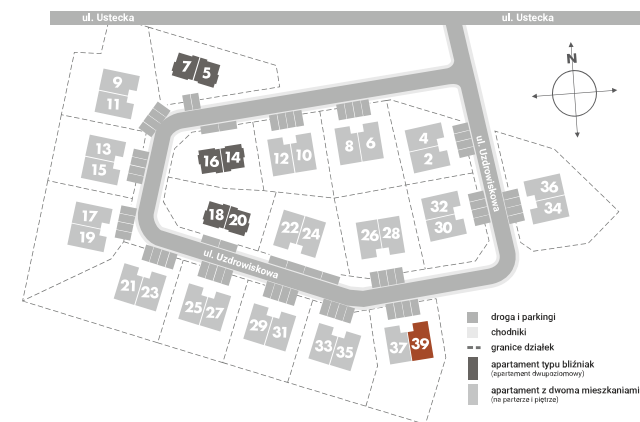 ul. Ustecka
ul. Ustecka
7 5
N
9
11
16 14
12 10
8 6
4
2
13
15
ul. Uzdrowiskowa
36
34
17
19
18 20
22 24
26 28
32
30
ul. Uzdrowiskowa
21 23
25 27
29 31
33 35
37 39
droga i parkingi
chodniki
granice działek
apartament typu bliźniak
(apartament dwupoziomowy)
apartament z dwoma mieszkaniami
(na parterze i piętrze)